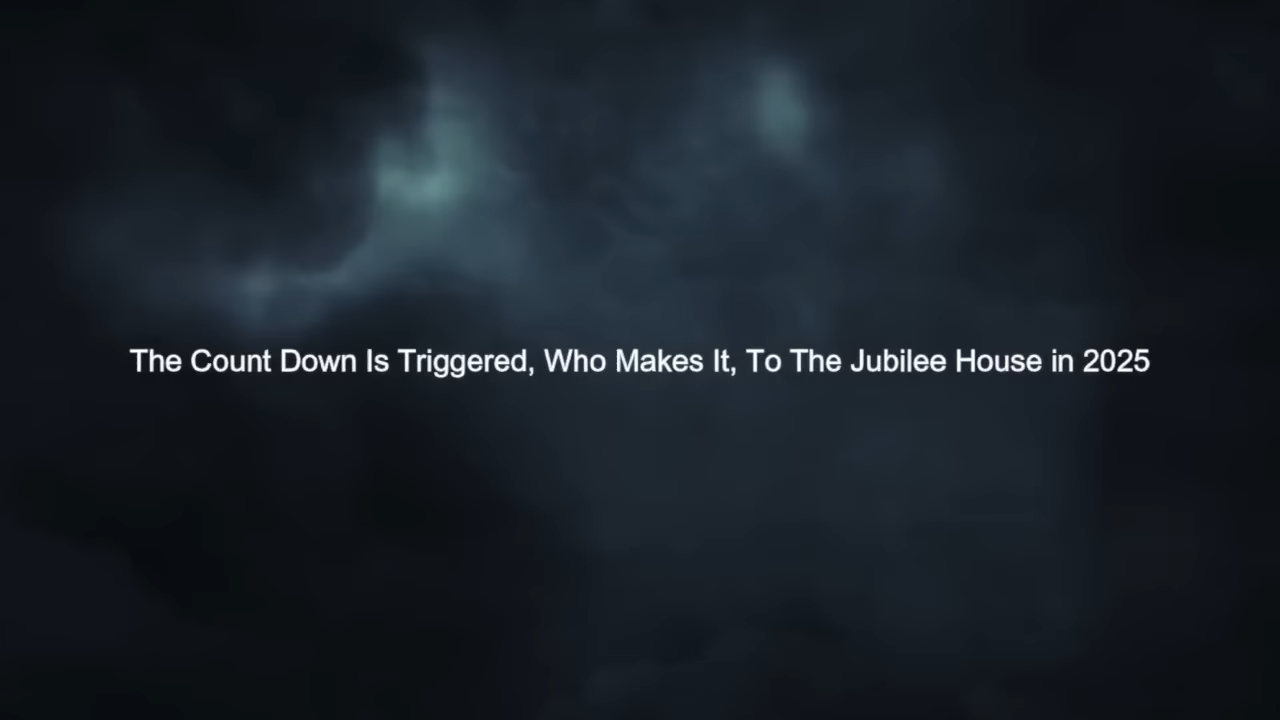 The Count Down Is Triggered, Who Makes It, To The Jubilee House in 2025